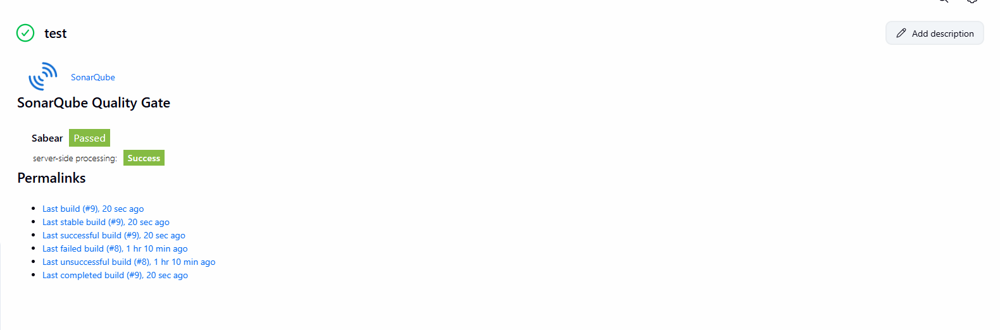 test
Add description
SonarQube
SonarQube Quality Gate
Sabear Passed
server-side processing: Success
Permalinks
Last build (#9), 20 sec ago
Last stable build (#9), 20 sec ago
Last successful build (#9), 20 sec ago
Last failed build (#8), 1 hr 10 min ago
Last unsuccessful build (#8), 1 hr 10 min ago
Last completed build (#9), 20 sec ago